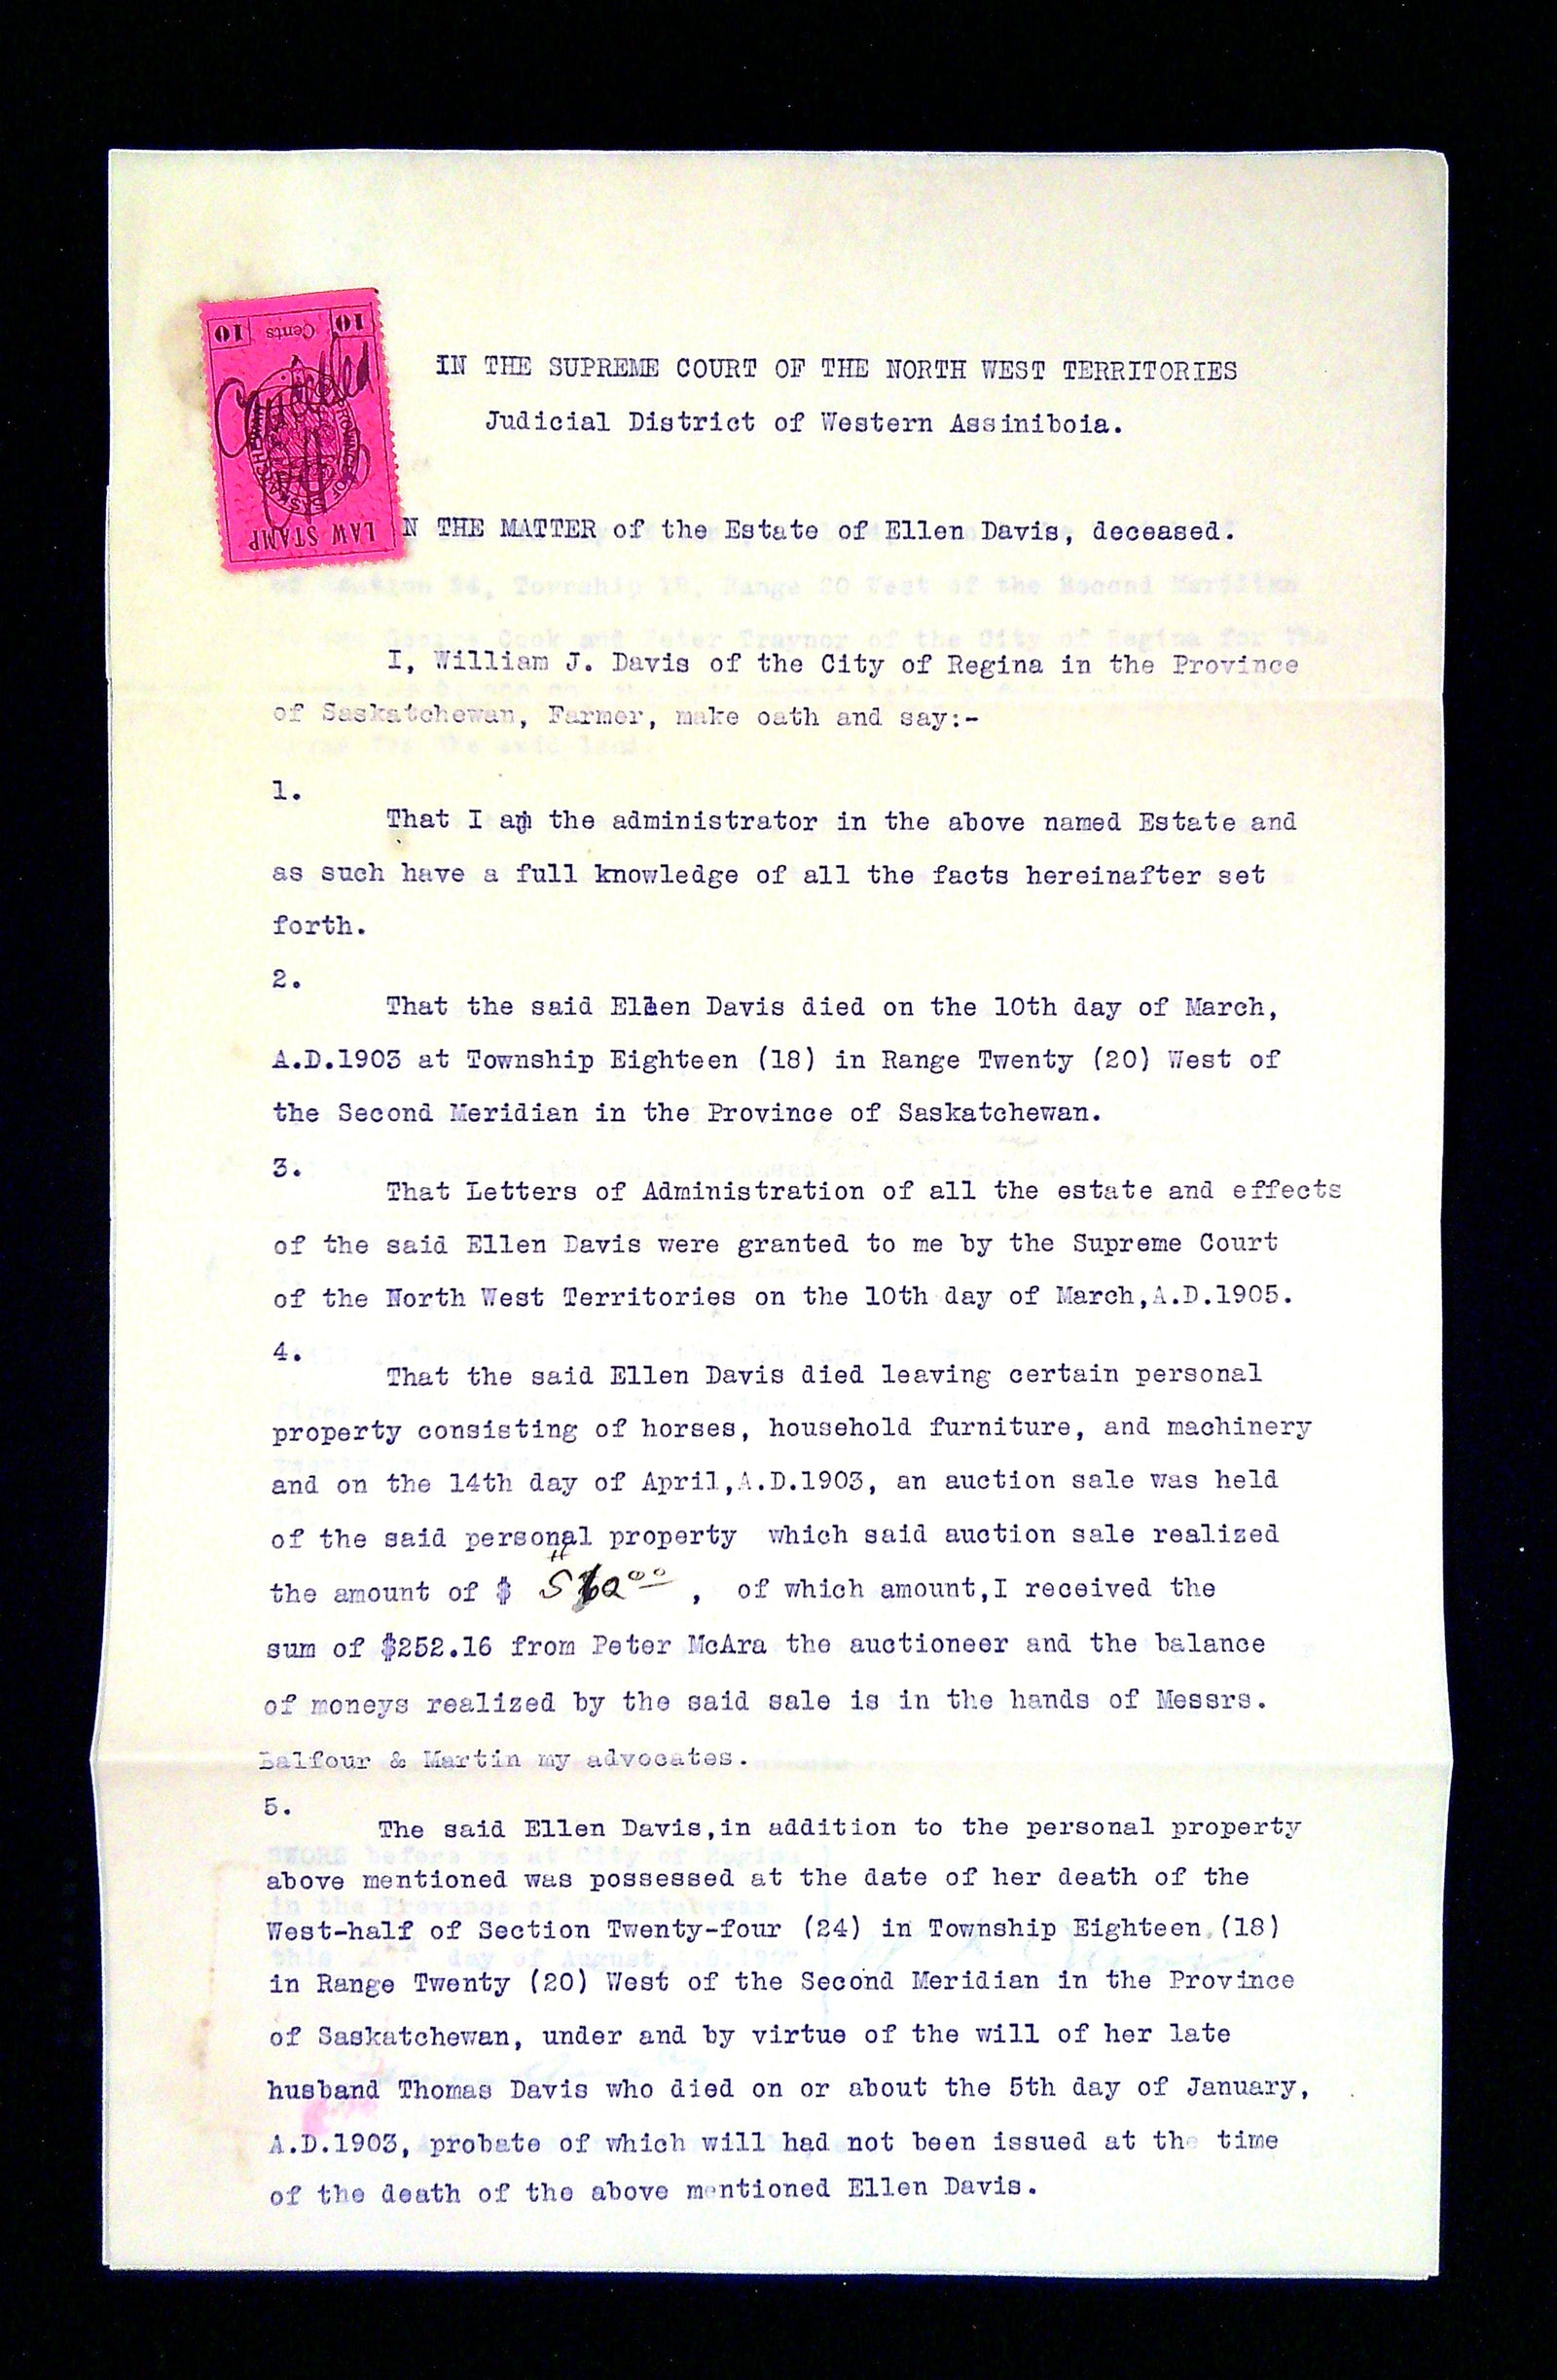 10 Cents 10
Cancelled
PROVINCE OF SASKATCHEWAN
LAW STAMP
IN THE SUPREME COURT OF THE NORTH WEST TERRITORIES
Judicial District of Western Assiniboia.
N THE MATTER of the Estate of Ellen Davis, deceased.
I, William J. Davis of the City of Regina in the Province
of Saskatchewan, Farmer, make oath and say:-
1.
That I am the administrator in the above named Estate and
as such have a full knowledge of all the facts hereinafter set
forth.
2.
That the said Ellen Davis died on the 10th day of March,
A.D.1903 at Township Eighteen (18) in Range Twenty (20) West of
the Second Meridian in the Province of Saskatchewan.
3.
That Letters of Administration of all the estate and effects
of the said Ellen Davis were granted to me by the Supreme Court
of the North West Territories on the 10th day of March,A.D.1905.
4.
That the said Ellen Davis died leaving certain personal
property consisting of horses, household furniture, and machinery
and on the 14th day of April,A.D.1903, an auction sale was held
of the said personal property which said auction sale realized
the amount of $ , of which amount,I received the
sum of $252.16 from Peter McAra the auctioneer and the balance
of moneys realized by the said sale is in the hands of Messrs.
Balfour & Martin my advocates.
5.
The said Ellen Davis,in addition to the personal property
above mentioned was possessed at the date of her death of the
West-half of Section Twenty-four (24) in Township Eighteen (18)
in Range Twenty (20) West of the Second Meridian in the Province
of Saskatchewan, under and by virtue of the will of her late
husband Thomas Davis who died on or about the 5th day of January,
A.D.1903, probate of which will had not been issued at the time
of the death of the above mentioned Ellen Davis.